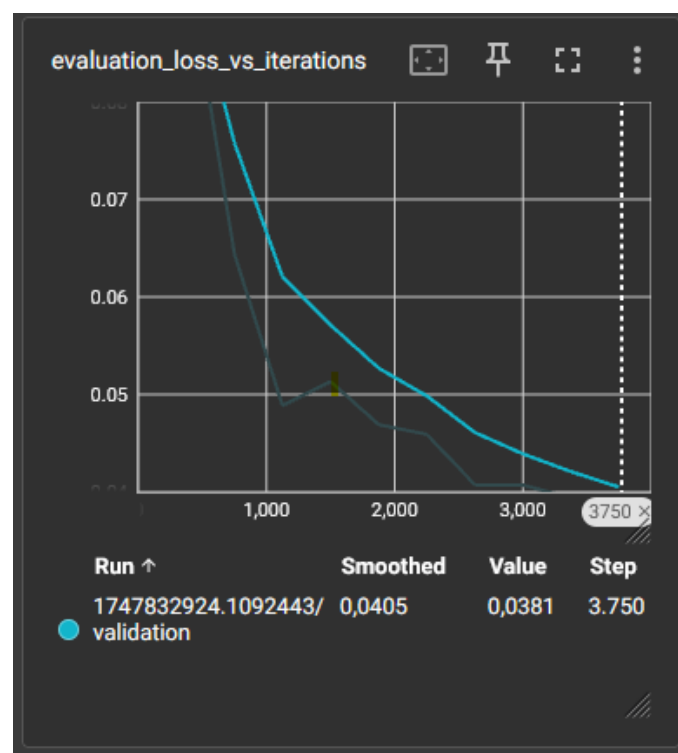 evaluation_loss_vs_iterations
0.07
0.06
0.05
1,000 2,000 3,000 3750 ×
Run ↑ Smoothed Value Step
1747832924.1092443/ 0,0405 0,0381 3.750
validation